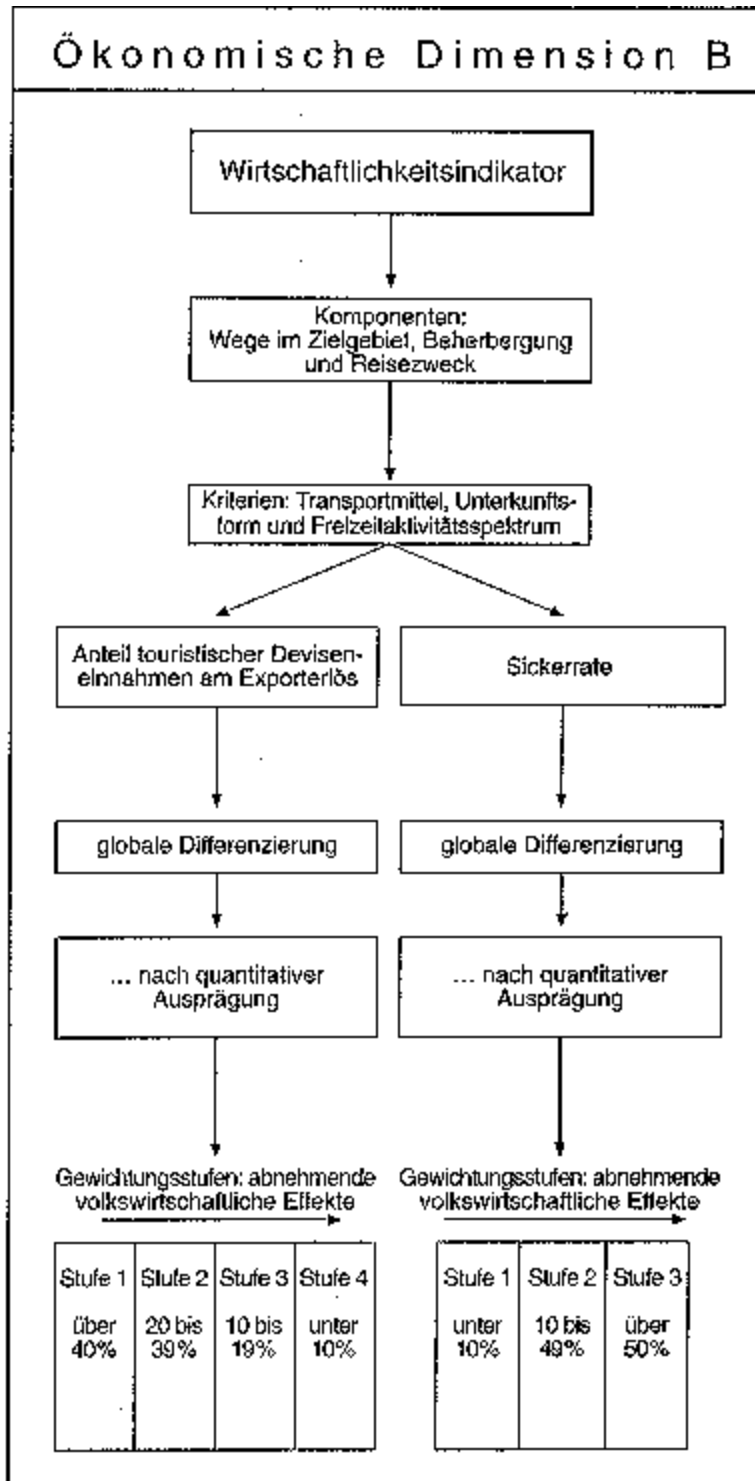 Ökonomische Dimension B
Wirtschaftlichkeitsindikator
Komponenten:
Wege im Zielgebiet, Beherbergung
und Reisezweck
Kriterien: Transportmittel, Unterkunfts-
form und Freizeitaktivitätsspektrum
Anteil touristischer Devisen-
einnahmen am Exporterlös
globale Differenzierung
... nach quantitativer
Ausprägung
Gewichtungsstufen: abnehmende
volkswirtschaftliche Effekte
Stufe 1 Stufe 2 Stufe 3 Stufe 4
über 20 bis 10 bis unter
40% 39% 19% 10%
Sickerrate
globale Differenzierung
... nach quantitativer
Ausprägung
Gewichtungsstufen: abnehmende
volkswirtschaftliche Effekte
Stufe 1 Stufe 2 Stufe 3
unter 10 bis über
10% 49% 50%